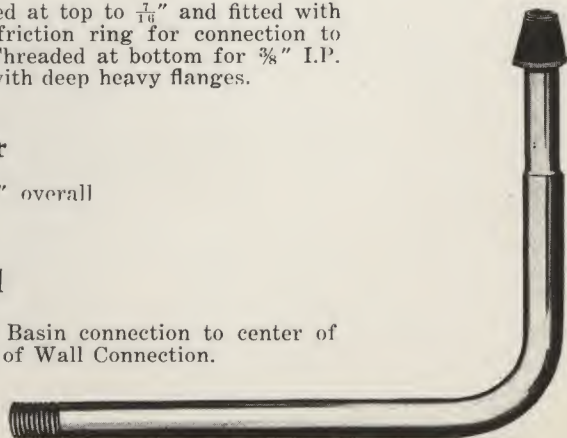 ed at top to 7/16" and fitted with
friction ring for connection to
Threaded at bottom for 3/8" I.P.
with deep heavy flanges.
r
" overall
l
Basin connection to center of
of Wall Connection.